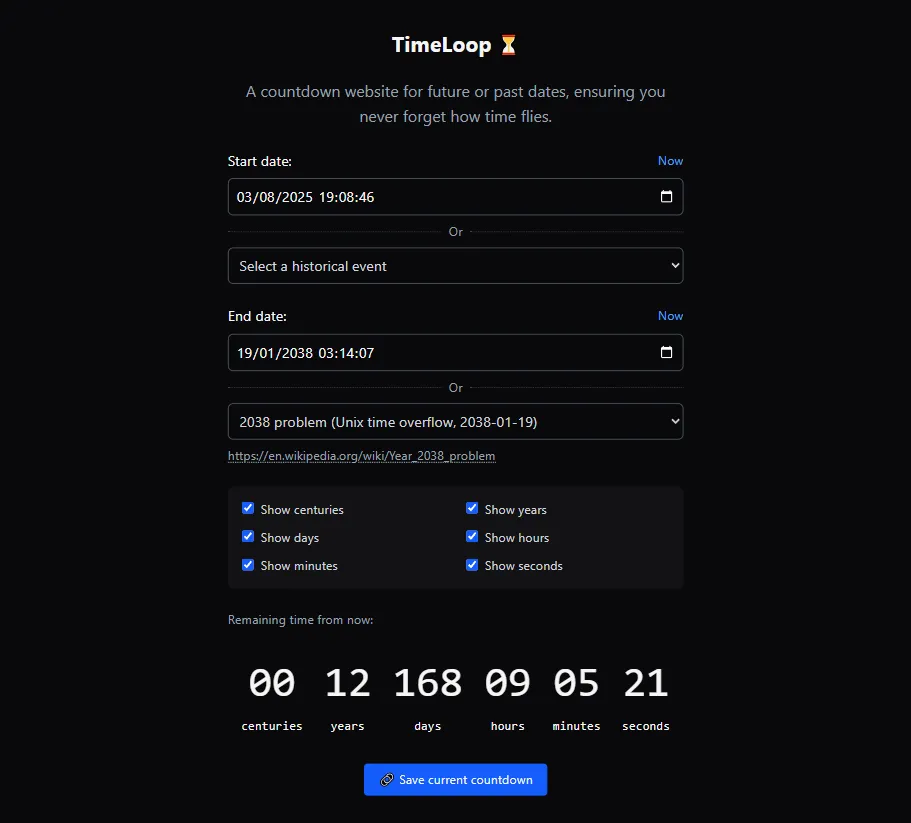 TimeLoop ⏳
A countdown website for future or past dates, ensuring you
never forget how time flies.
Start date: Now
03/08/2025 19:08:46
Or
Select a historical event
End date: Now
19/01/2038 03:14:07
Or
2038 problem (Unix time overflow, 2038-01-19)
https://en.wikipedia.org/wiki/Year_2038_problem
Show centuries Show years
Show days Show hours
Show minutes Show seconds
Remaining time from now:
00 12 168 09 05 21
centuries years days hours minutes seconds
🔗 Save current countdown